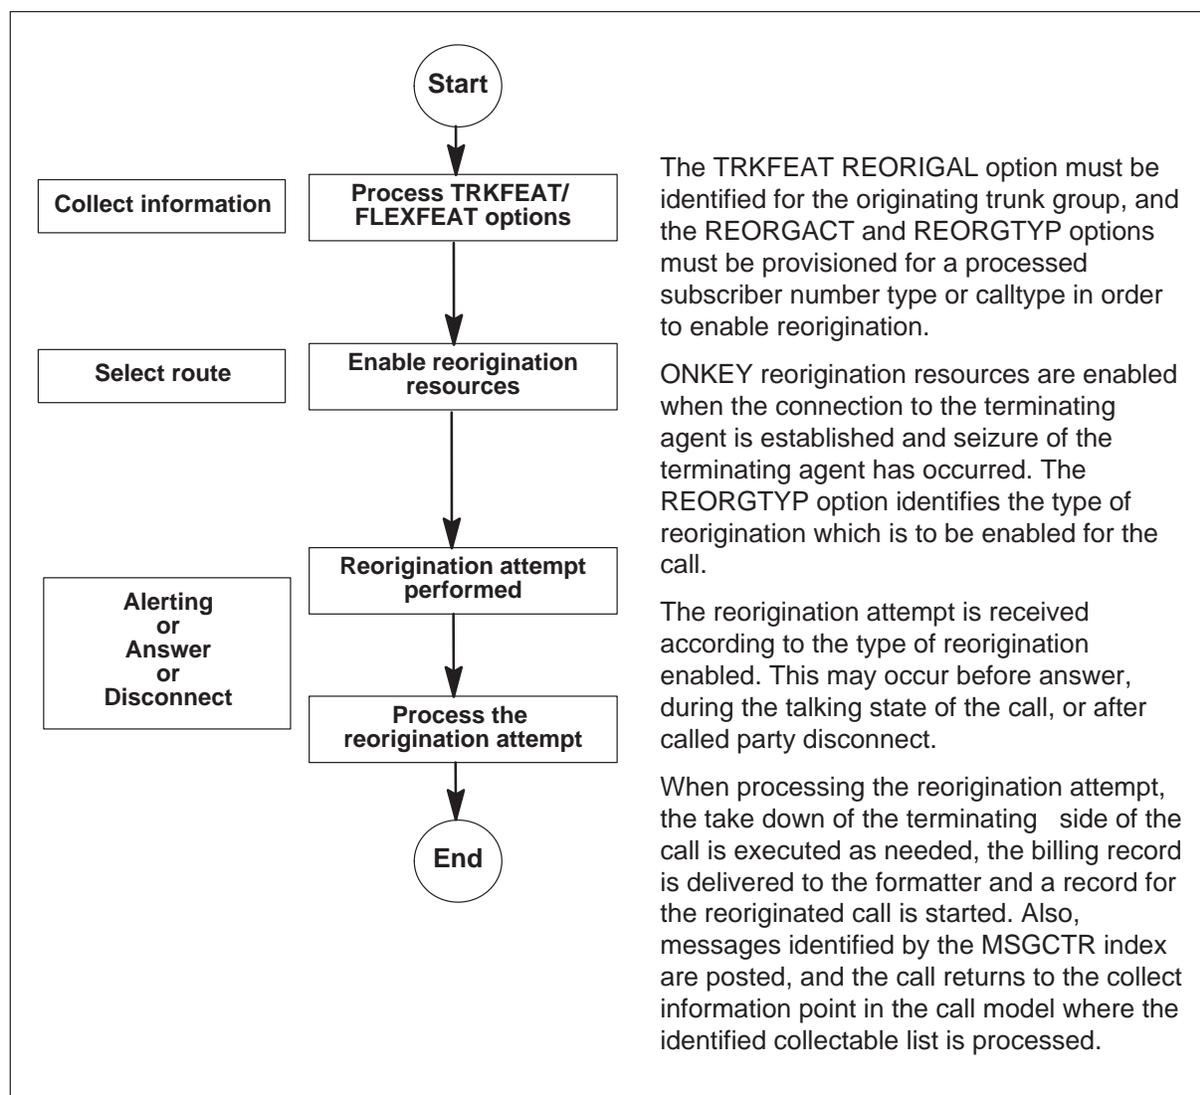 Start
Collect information
Process TRKFEAT/
FLEXFEAT options
The TRKFEAT REORIGAL option must be
identified for the originating trunk group, and
the REORGACT and REORGTYP options
must be provisioned for a processed
subscriber number type or calltype in order
to enable reorigination.
Select route
Enable reorigination
resources
ONKEY reorigination resources are enabled
when the connection to the terminating
agent is established and seizure of the
terminating agent has occurred. The
REORGTYP option identifies the type of
reorigination which is to be enabled for the
call.
Alerting
or
Answer
or
Disconnect
Reorigination attempt
performed
The reorigination attempt is received
according to the type of reorigination
enabled. This may occur before answer,
during the talking state of the call, or after
called party disconnect.
Process the
reorigination attempt
When processing the reorigination attempt,
the take down of the terminating side of the
call is executed as needed, the billing record
is delivered to the formatter and a record for
the reoriginated call is started. Also,
messages identified by the MSGCTR index
are posted, and the call returns to the collect
information point in the call model where the
identified collectable list is processed.
End